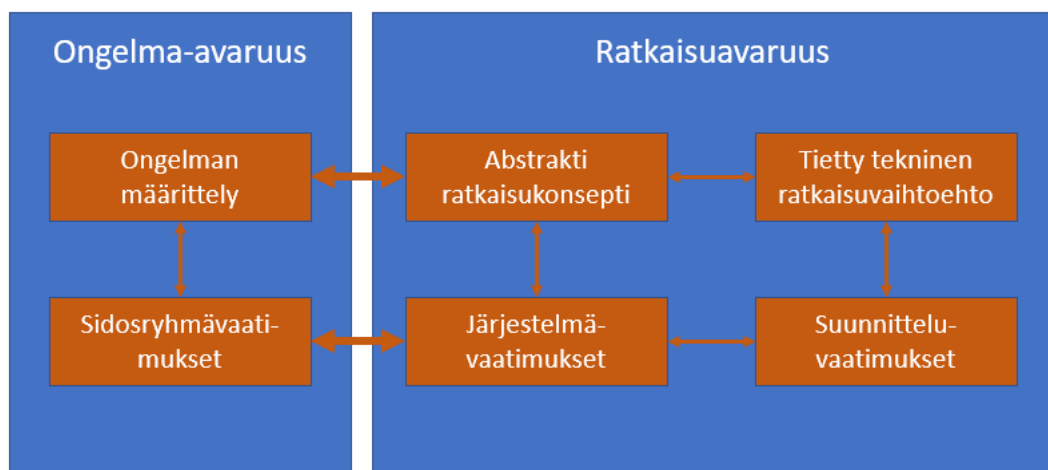 Ongelma-avaruus
Ratkaisuavaruus
Ongelman
määrittely
Abstrakti
ratkaisukonsepti
Tietty tekninen
ratkaisuvaihtoehto
Sidosryhmävaati-
mukset
Järjestelmä-
vaatimukset
Suunnittelu-
vaatimukset